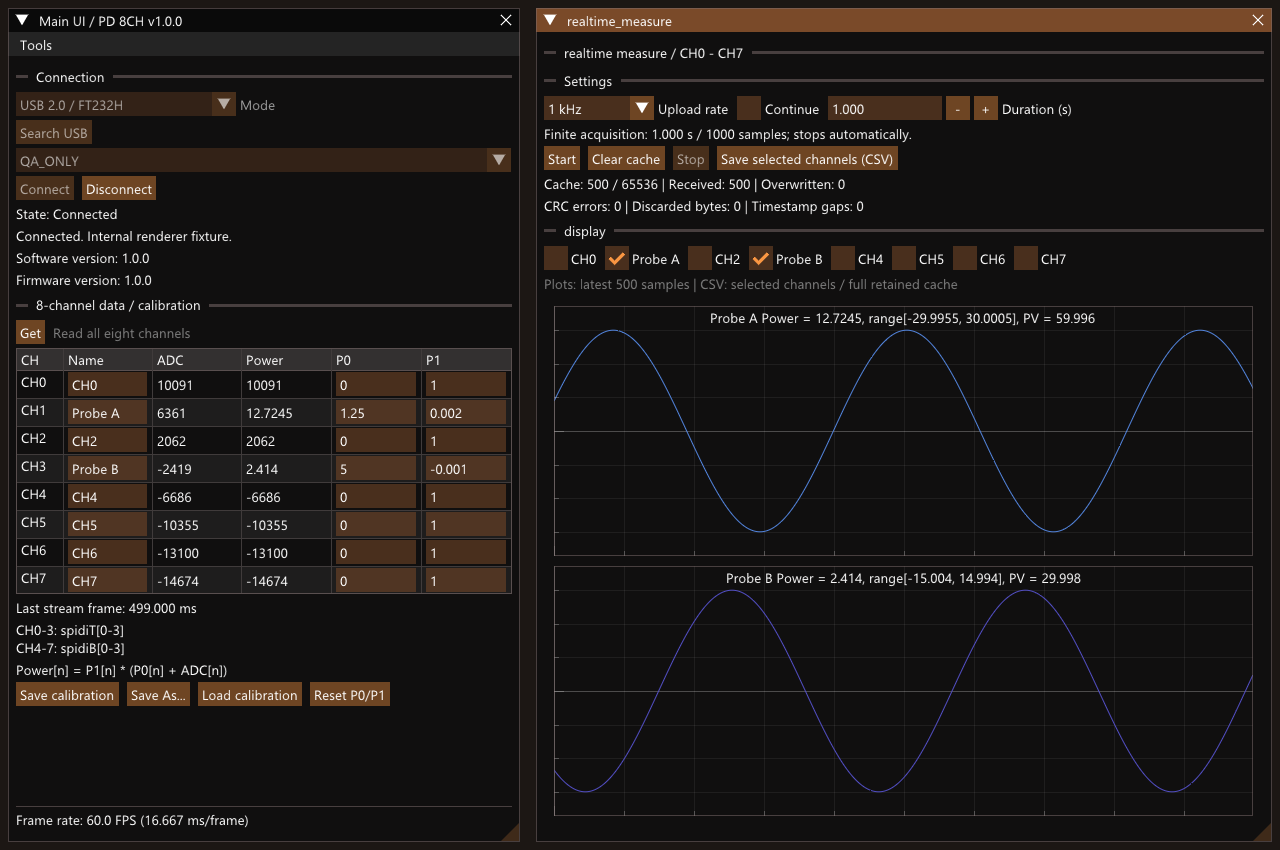 Main UI / PD 8CH v1.0.0
Tools
Connection
USB 2.0 / FT232H Mode
Search USB
QA_ONLY
Connect Disconnect
State: Connected
Connected. Internal renderer fixture.
Software version: 1.0.0
Firmware version: 1.0.0
8-channel data / calibration
Get Read all eight channels
CH Name ADC Power P0 P1
CH0 CH0 10091 10091 0 1
CH1 Probe A 6361 12.7245 1.25 0.002
CH2 CH2 2062 2062 0 1
CH3 Probe B -2419 2.414 5 -0.001
CH4 CH4 -6686 -6686 0 1
CH5 CH5 -10355 -10355 0 1
CH6 CH6 -13100 -13100 0 1
CH7 CH7 -14674 -14674 0 1
Last stream frame: 499.000 ms
CH0-3: spidiT[0-3]
CH4-7: spidiB[0-3]
Power[n] = P1[n] * (P0[n] + ADC[n])
Save calibration Save As... Load calibration Reset P0/P1
Frame rate: 60.0 FPS (16.667 ms/frame)
realtime_measure
realtime measure / CH0 - CH7
Settings
1 kHz Upload rate Continue 1.000 - + Duration (s)
Finite acquisition: 1.000 s / 1000 samples; stops automatically.
Start Clear cache Stop Save selected channels (CSV)
Cache: 500 / 65536 | Received: 500 | Overwritten: 0
CRC errors: 0 | Discarded bytes: 0 | Timestamp gaps: 0
display
CH0 Probe A CH2 Probe B CH4 CH5 CH6 CH7
Plots: latest 500 samples | CSV: selected channels / full retained cache
Probe A Power = 12.7245, range[-29.9955, 30.0005], PV = 59.996
Probe B Power = 2.414, range[-15.004, 14.994], PV = 29.998